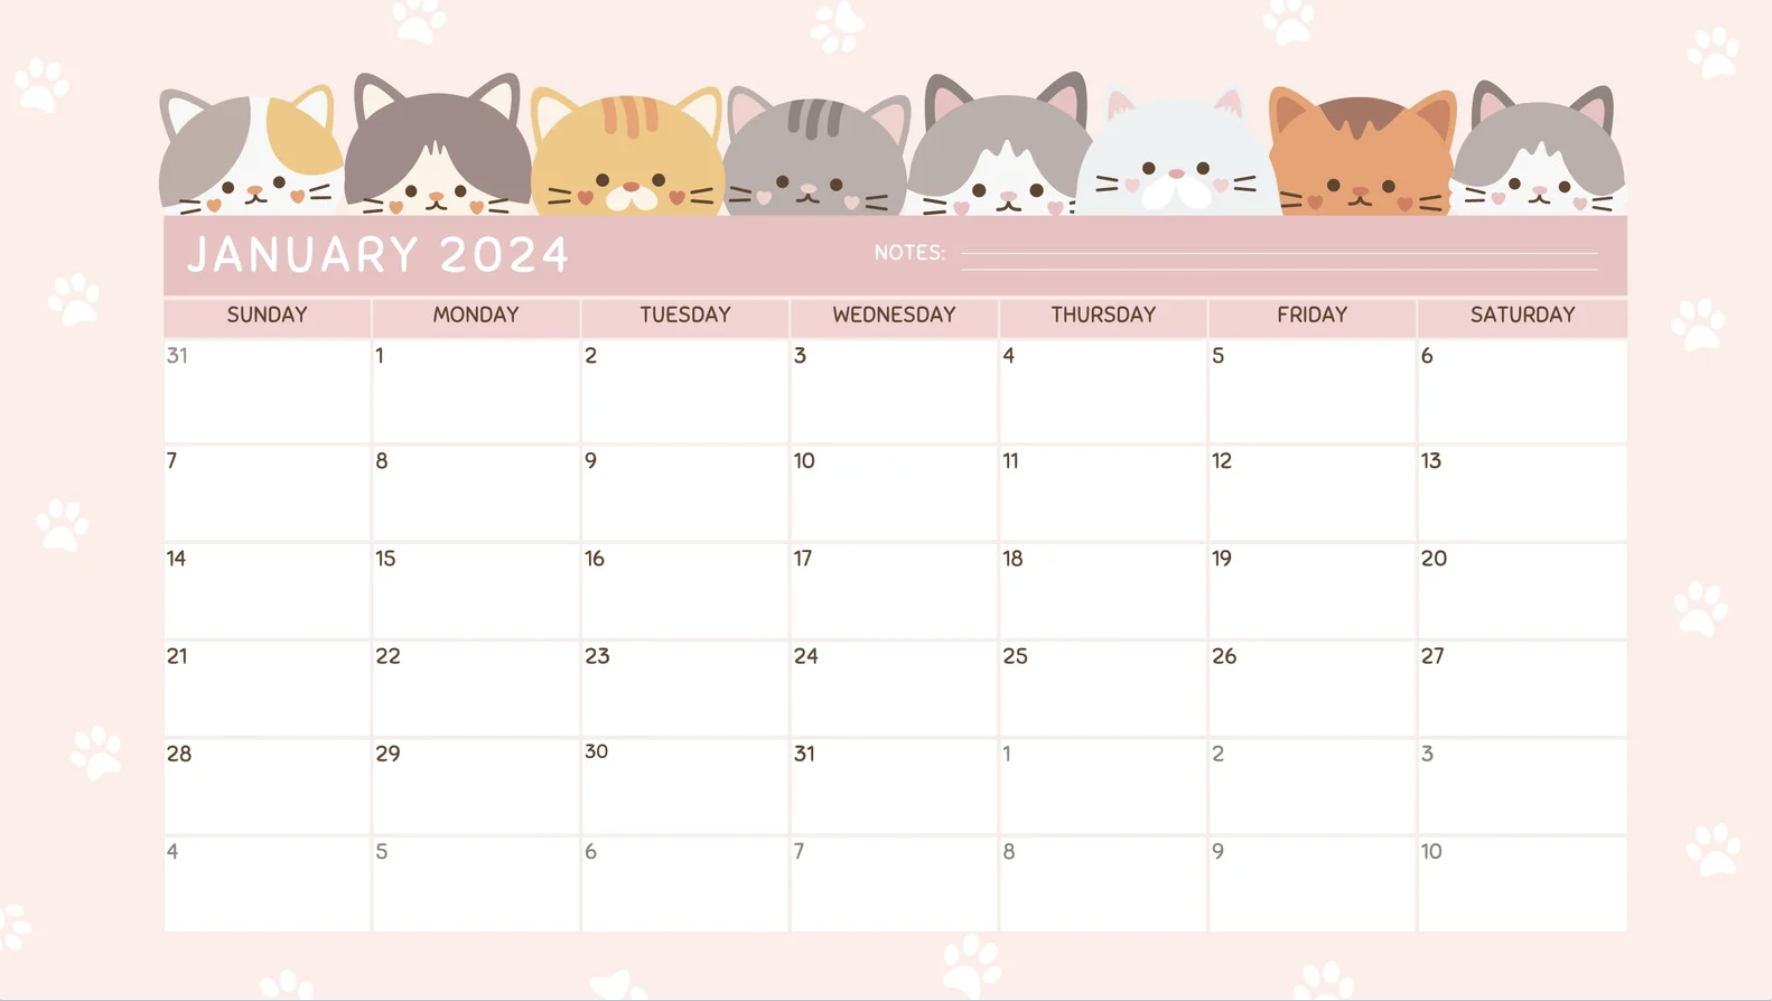 JANUARY 2024 NOTES:
SUNDAY MONDAY TUESDAY WEDNESDAY THURSDAY FRIDAY SATURDAY
31 1 2 3 4 5 6
7 8 9 10 11 12 13
14 15 16 17 18 19 20
21 22 23 24 25 26 27
28 29 30 31 1 2 3
4 5 6 7 8 9 10